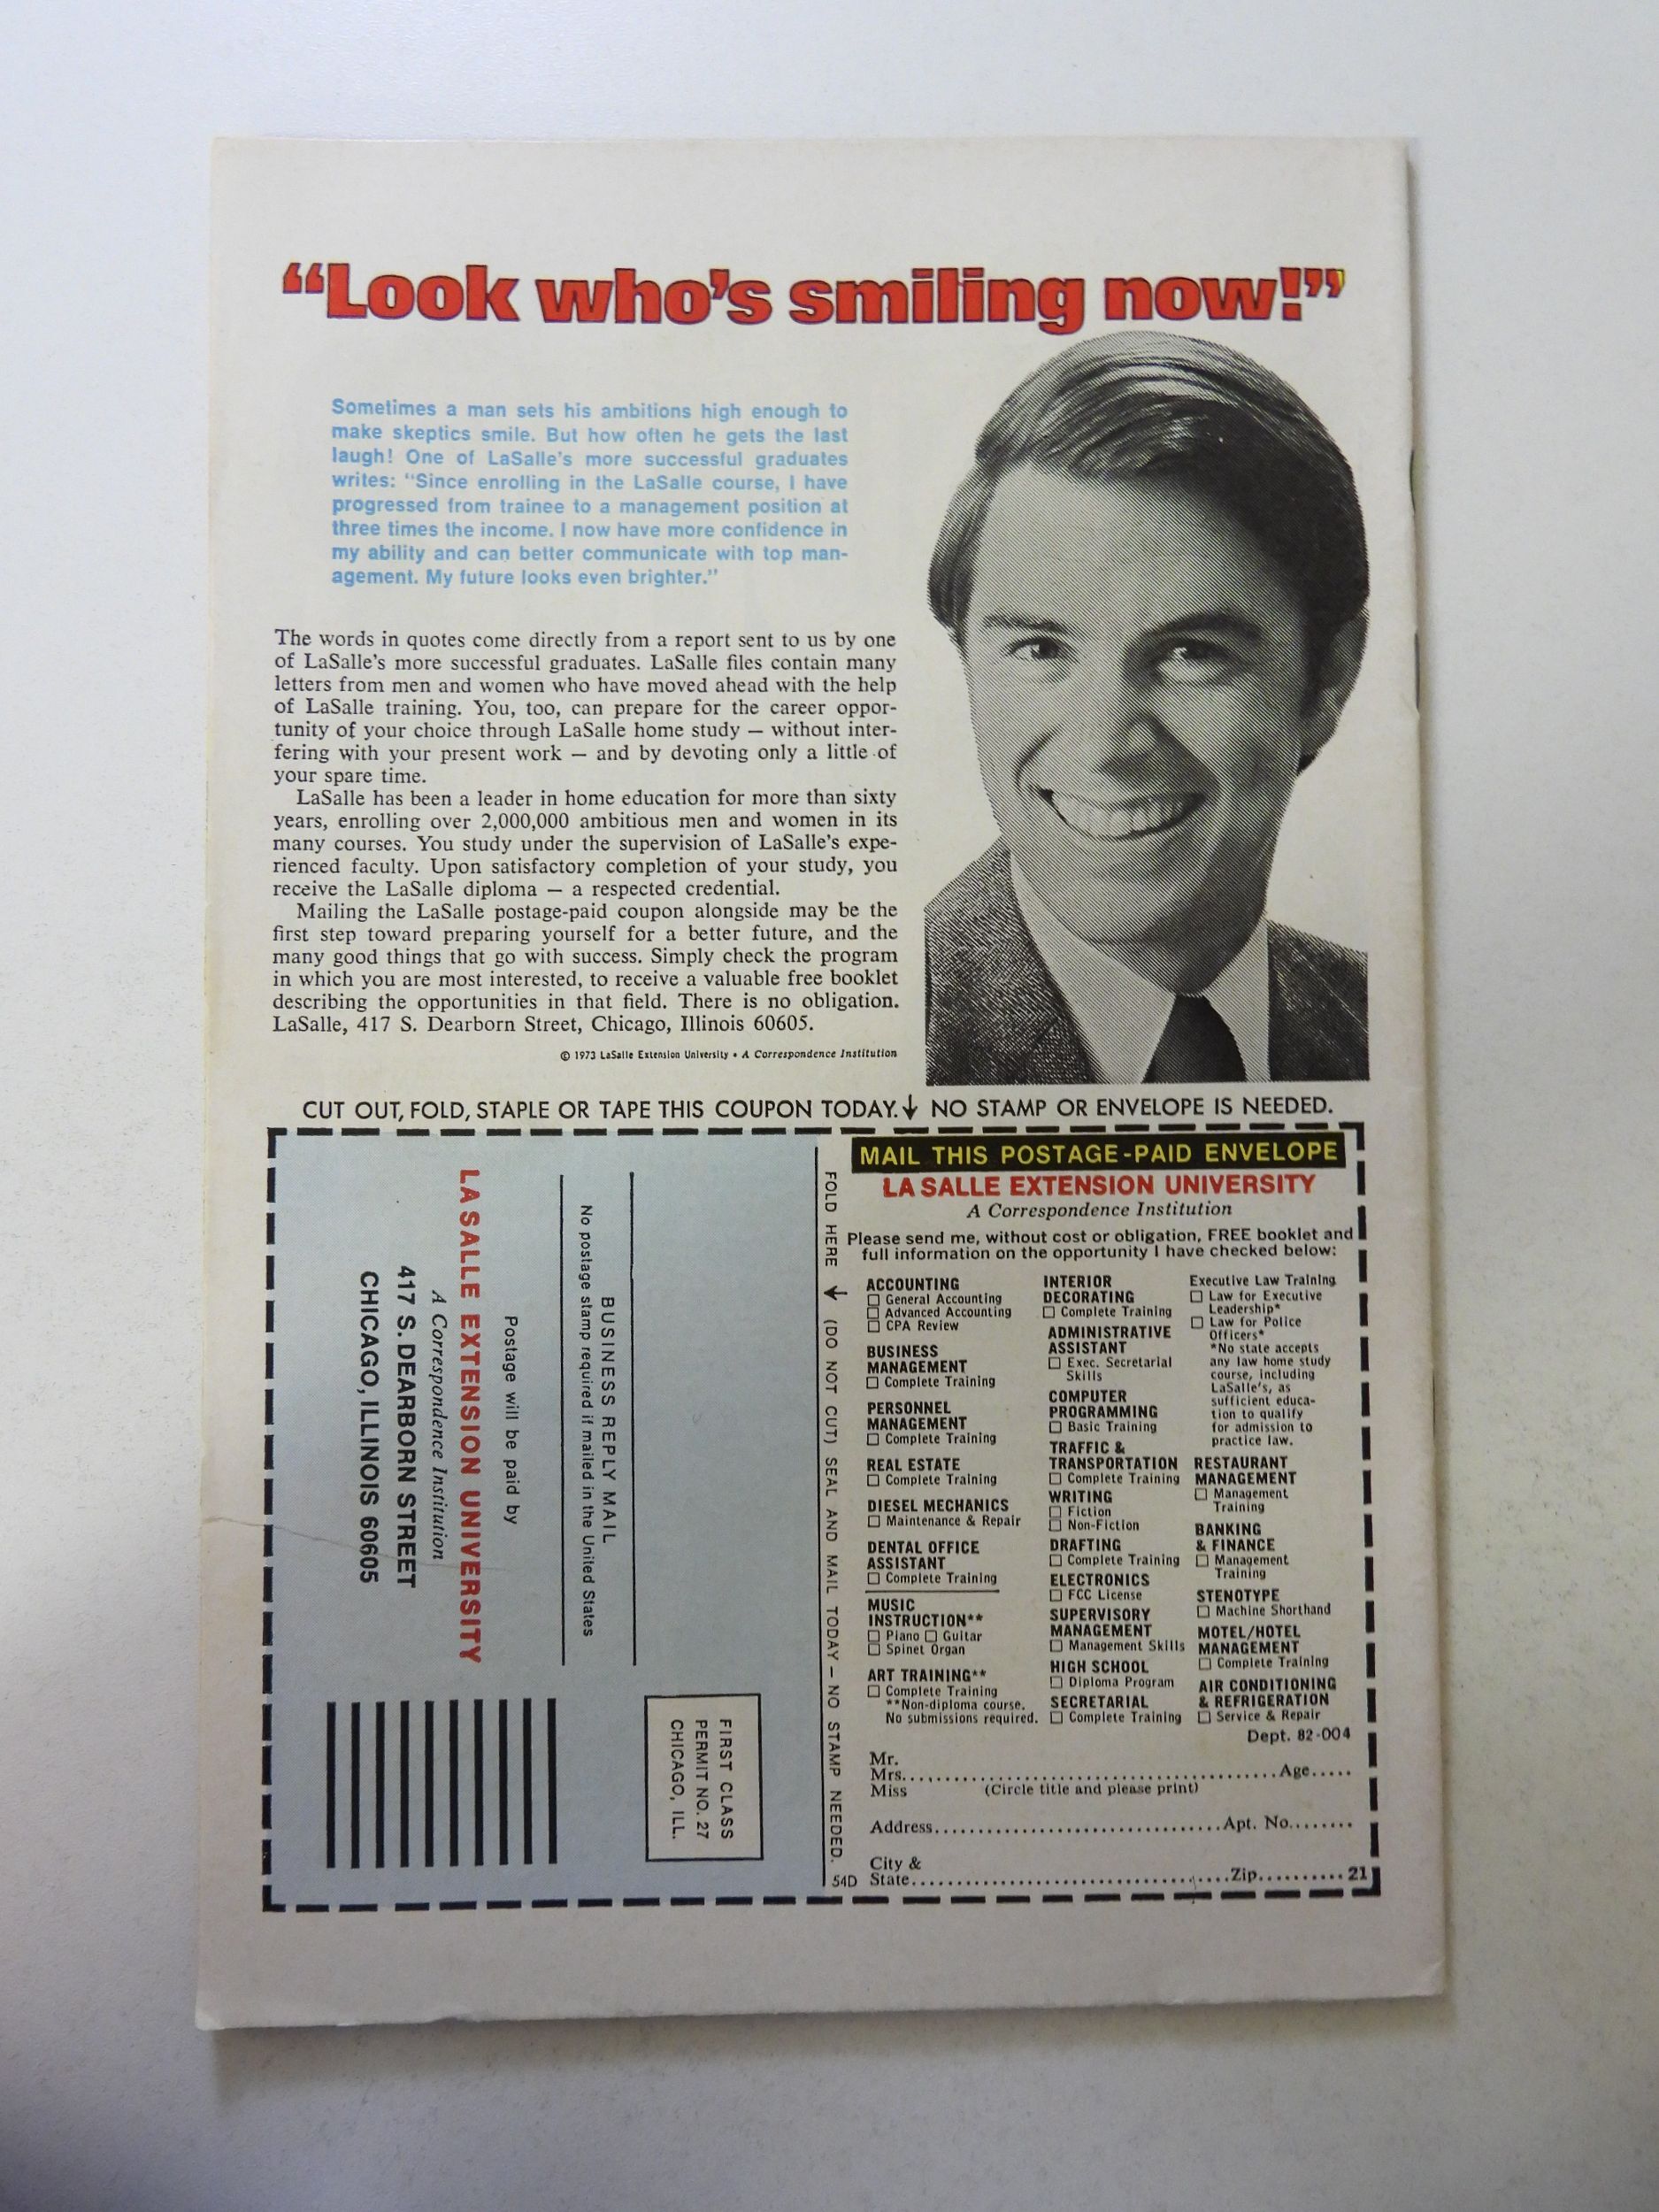 “Look who’s smiling now!”
Sometimes a man sets his ambitions high enough to
make skeptics smile. But how often he gets the last
laugh! One of LaSalle’s more successful graduates
writes: “Since enrolling in the LaSalle course, I have
progressed from trainee to a management position at
three times the income. I now have more confidence in
my ability and can better communicate with top man-
agement. My future looks even brighter.”
The words in quotes come directly from a report sent to us by one
of LaSalle’s more successful graduates. LaSalle files contain many
letters from men and women who have moved ahead with the help
of LaSalle training. You, too, can prepare for the career oppor-
tunity of your choice through LaSalle home study — without inter-
fering with your present work — and by devoting only a little of
your spare time.
LaSalle has been a leader in home education for more than sixty
years, enrolling over 2,000,000 ambitious men and women in its
many courses. You study under the supervision of LaSalle’s expe-
rienced faculty. Upon satisfactory completion of your study, you
receive the LaSalle diploma — a respected credential.
Mailing the LaSalle postage-paid coupon alongside may be the
first step toward preparing yourself for a better future, and the
many good things that go with success. Simply check the program
in which you are most interested, to receive a valuable free booklet
describing the opportunities in that field. There is no obligation.
LaSalle, 417 S. Dearborn Street, Chicago, Illinois 60605.
© 1973 LaSalle Extension University • A Correspondence Institution
CUT OUT, FOLD, STAPLE OR TAPE THIS COUPON TODAY. ↓ NO STAMP OR ENVELOPE IS NEEDED.
FIRST CLASS
PERMIT NO. 27
CHICAGO, ILL.
BUSINESS REPLY MAIL
No postage stamp required if mailed in the United States
Postage will be paid by
LA SALLE EXTENSION UNIVERSITY
A Correspondence Institution
417 S. DEARBORN STREET
CHICAGO, ILLINOIS 60605
FOLD HERE ↓ (DO NOT CUT) SEAL AND MAIL TODAY — NO STAMP NEEDED.
54D
MAIL THIS POSTAGE-PAID ENVELOPE
LA SALLE EXTENSION UNIVERSITY
A Correspondence Institution
Please send me, without cost or obligation, FREE booklet and
full information on the opportunity I have checked below:
ACCOUNTING
☐ General Accounting
☐ Advanced Accounting
☐ CPA Review
BUSINESS
MANAGEMENT
☐ Complete Training
PERSONNEL
MANAGEMENT
☐ Complete Training
REAL ESTATE
☐ Complete Training
DIESEL MECHANICS
☐ Maintenance & Repair
DENTAL OFFICE
ASSISTANT
☐ Complete Training
MUSIC
INSTRUCTION**
☐ Piano ☐ Guitar
☐ Spinet Organ
ART TRAINING**
☐ Complete Training
**Non-diploma course.
No submissions required.
INTERIOR
DECORATING
☐ Complete Training
ADMINISTRATIVE
ASSISTANT
☐ Exec. Secretarial
Skills
COMPUTER
PROGRAMMING
☐ Basic Training
TRAFFIC &
TRANSPORTATION
☐ Complete Training
WRITING
☐ Fiction
☐ Non-Fiction
DRAFTING
☐ Complete Training
ELECTRONICS
☐ FCC License
SUPERVISORY
MANAGEMENT
☐ Management Skills
HIGH SCHOOL
☐ Diploma Program
SECRETARIAL
☐ Complete Training
Executive Law Training
☐ Law for Executive
Leadership*
☐ Law for Police
Officers*
*No state accepts
any law home study
course, including
LaSalle’s, as
sufficient educa-
tion to qualify
for admission to
practice law.
RESTAURANT
MANAGEMENT
☐ Management
Training
BANKING
& FINANCE
☐ Management
Training
STENOTYPE
☐ Machine Shorthand
MOTEL/HOTEL
MANAGEMENT
☐ Complete Training
AIR CONDITIONING
& REFRIGERATION
☐ Service & Repair
Dept. 82-004
Mr.
Mrs..........................................Age.....
Miss (Circle title and please print)
Address................................Apt. No........
City &
State...................................Zip.......... 21